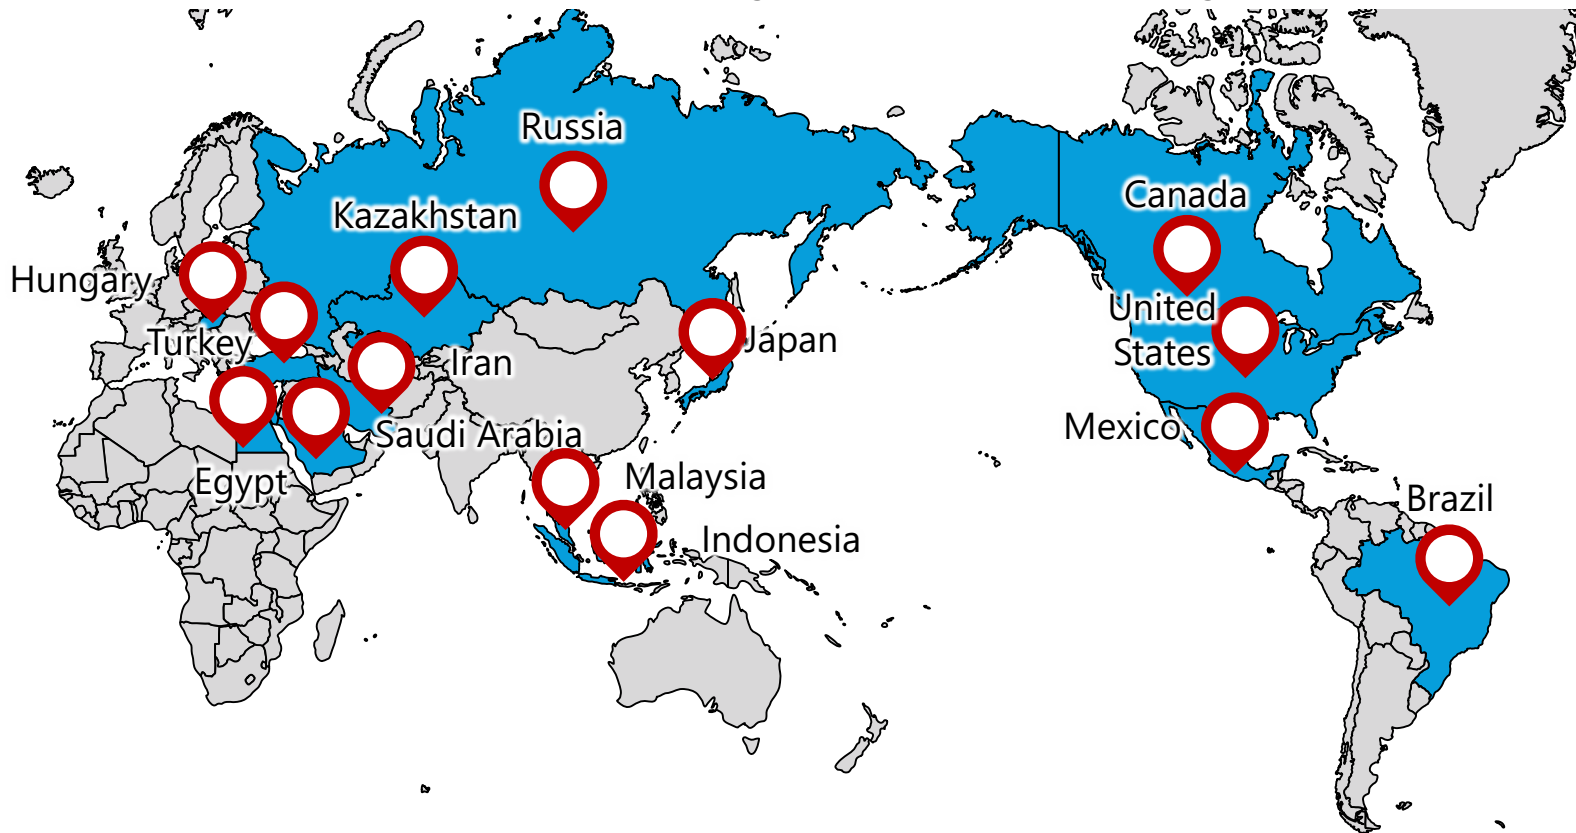 Russia
Canada
Kazakhstan
Hungary
United
States
Turkey
Japan
Iran
Mexico
Saudi Arabia
Egypt
Malaysia
Brazil
Indonesia